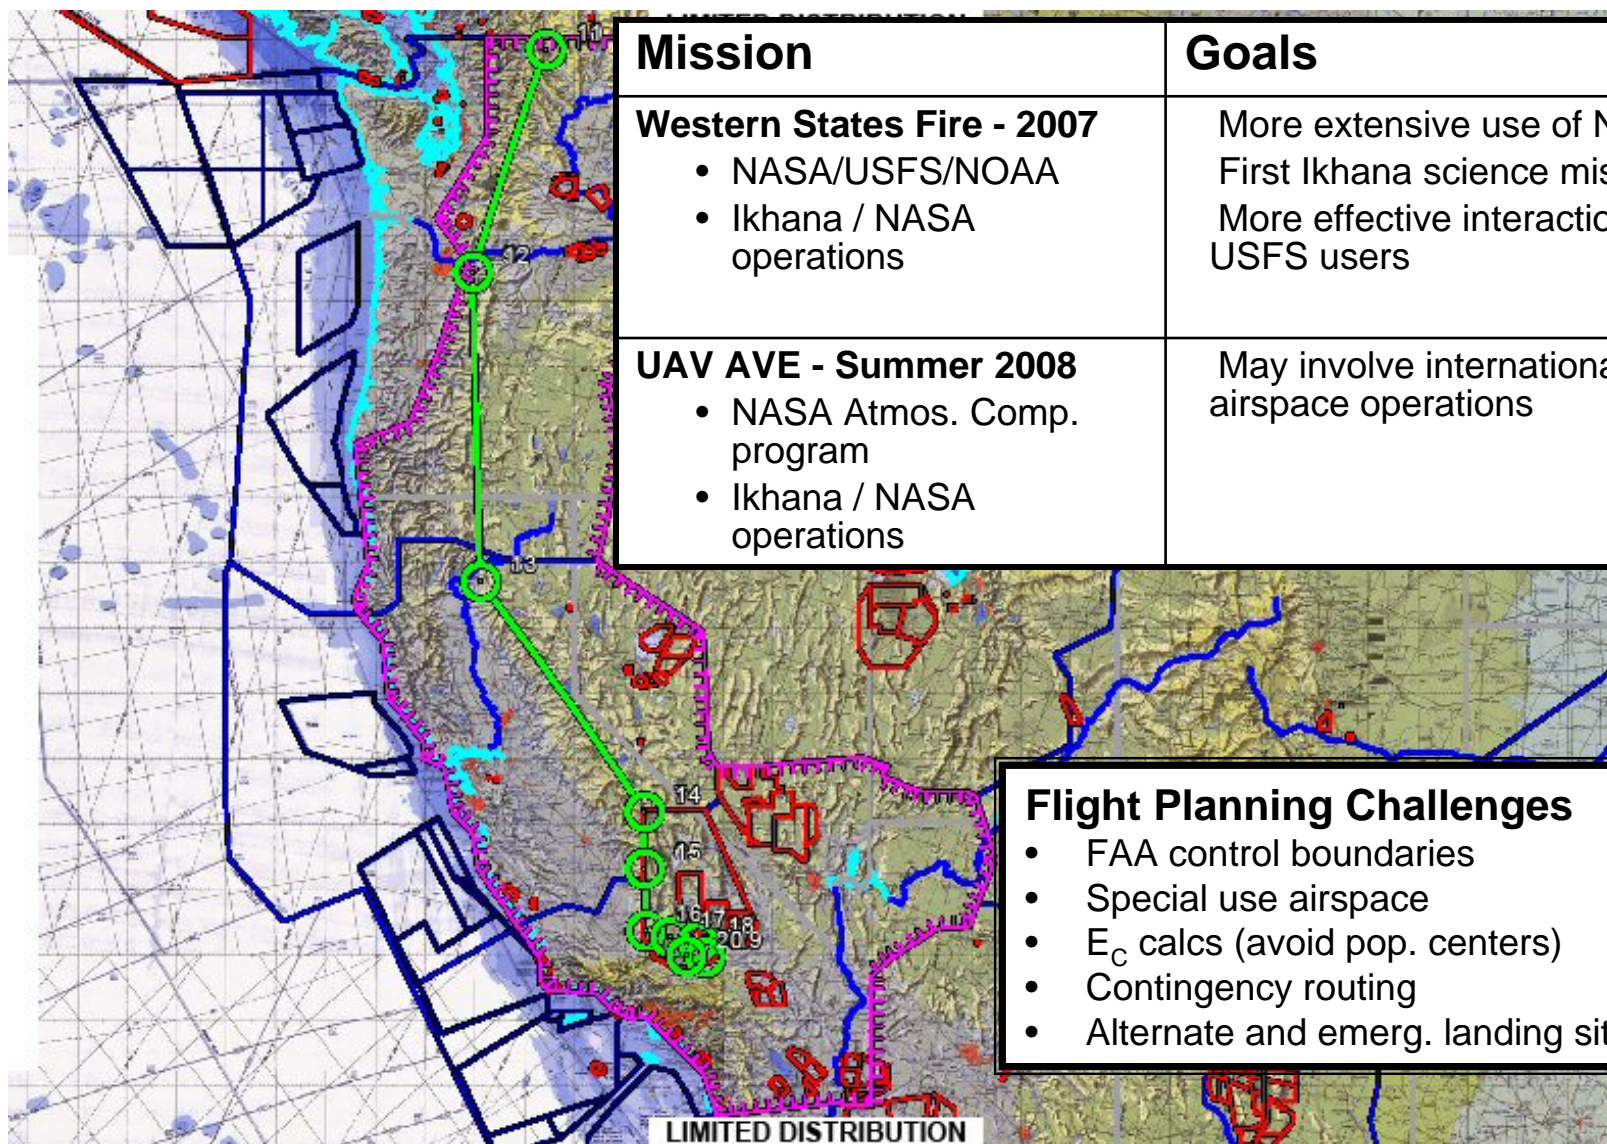 LIMITED DISTRIBUTION
11
Mission
Goals
Western States Fire - 2007
• NASA/USFS/NOAA
• Ikhana / NASA
operations
More extensive use of N
First Ikhana science mis
More effective interactio
USFS users
UAV AVE - Summer 2008
• NASA Atmos. Comp.
program
• Ikhana / NASA
operations
May involve internationa
airspace operations
12
13
14
15
16
17
18
20
Flight Planning Challenges
• FAA control boundaries
• Special use airspace
• EC calcs (avoid pop. centers)
• Contingency routing
• Alternate and emerg. landing sit
LIMITED DISTRIBUTION